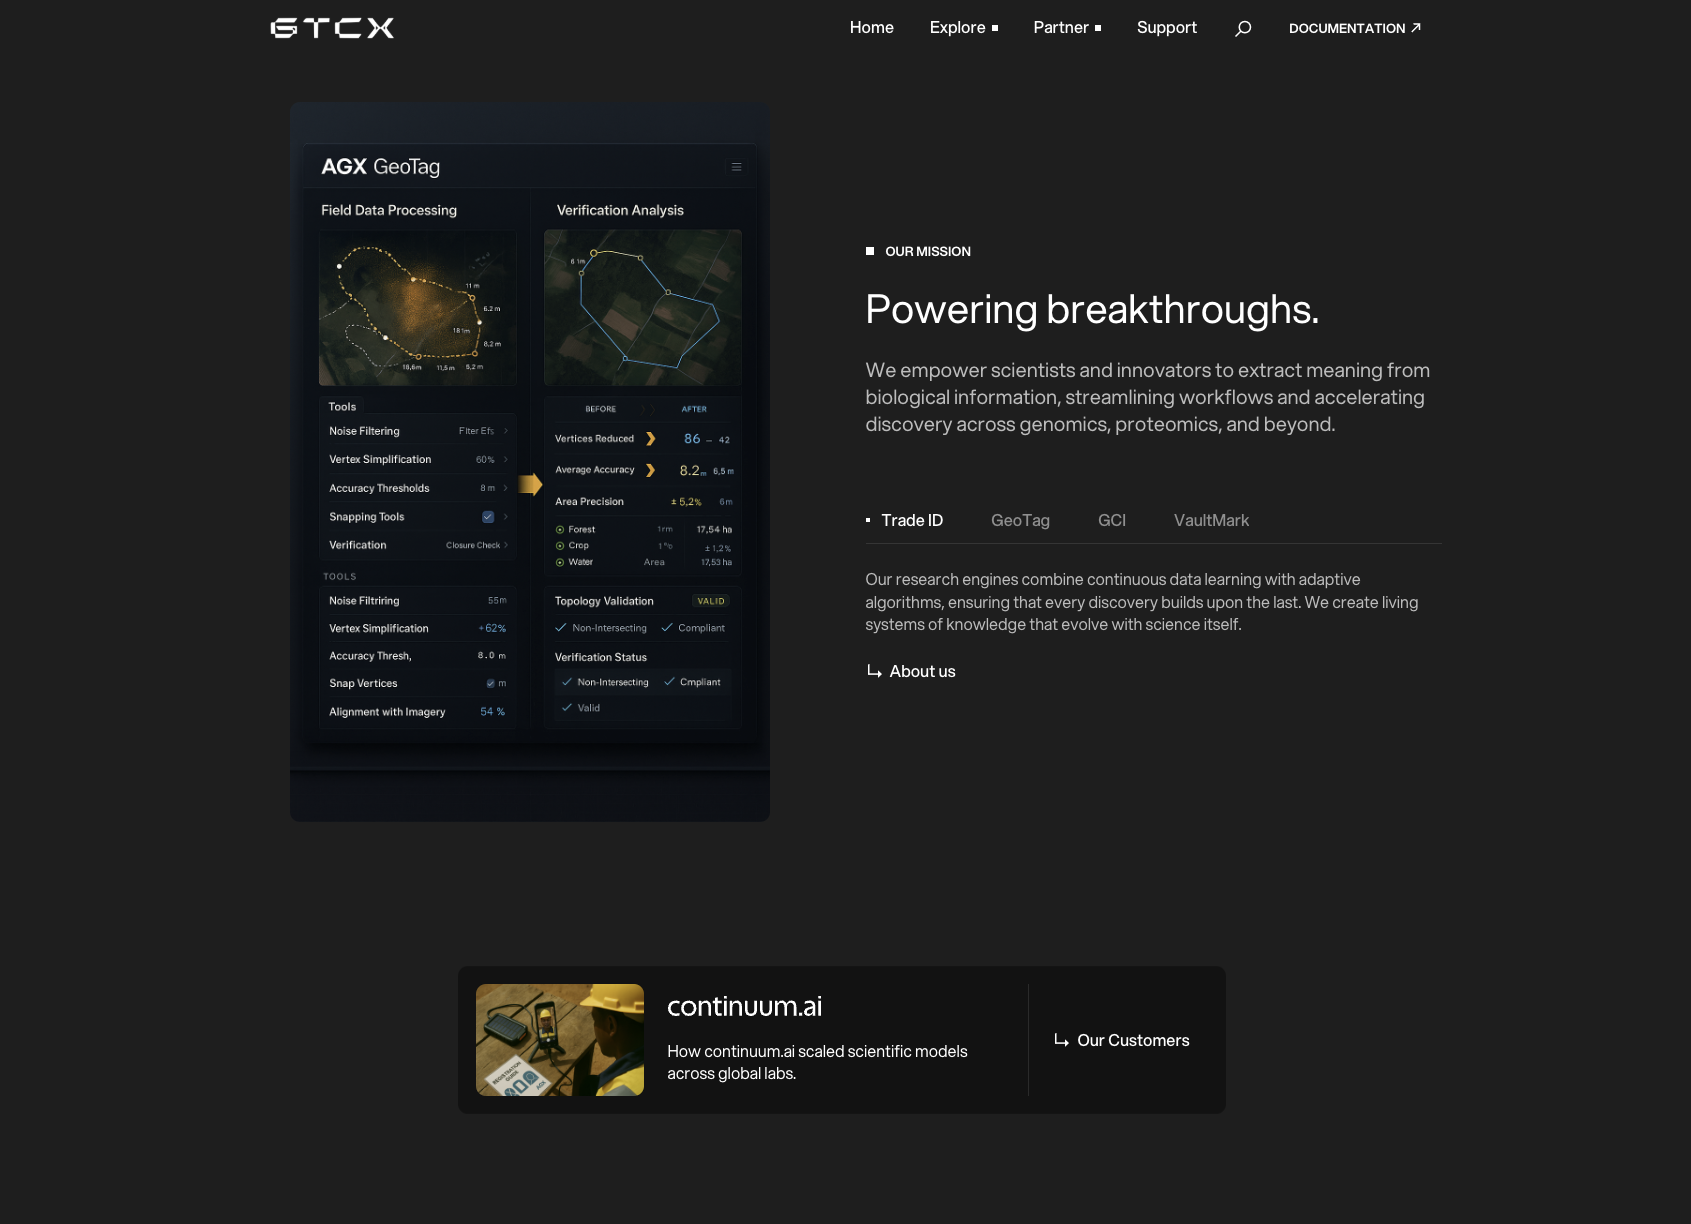 GTCX
Home
Explore
Partner
Support
DOCUMENTATION
AGX GeoTag
Field Data Processing
11 m
6.2 m
18 1m
8,2 m
18,6m
11,5 m
5,2 m
Tools
Noise Filtering
Flter Efs
Vertex Simplification
60%
Accuracy Thresholds
8 m
Snapping Tools
Verification
Closure Check
TOOLS
Noise Filtriring
55m
Vertex Simplification
+62%
Accuracy Thresh,
8.0 m
Snap Vertices
m
Alignment with Imagery
54 %
Verification Analysis
6 1m
BEFORE
AFTER
Vertices Reduced
86 – 42
Average Accuracy
8.2m 6,5 m
Area Precision
± 5,2% 6m
Forest
1rm
17,54 ha
Crop
± 1,2%
Water
Area
17,53 ha
Topology Validation
VALID
Non-Intersecting
Compliant
Verification Status
Non-Intersecting
Cmpliant
Valid
OUR MISSION
Powering breakthroughs.
We empower scientists and innovators to extract meaning from
biological information, streamlining workflows and accelerating
discovery across genomics, proteomics, and beyond.
Trade ID
GeoTag
GCI
VaultMark
Our research engines combine continuous data learning with adaptive
algorithms, ensuring that every discovery builds upon the last. We create living
systems of knowledge that evolve with science itself.
About us
REGISTRATION
GUIDE
AGX
continuum.ai
How continuum.ai scaled scientific models
across global labs.
Our Customers